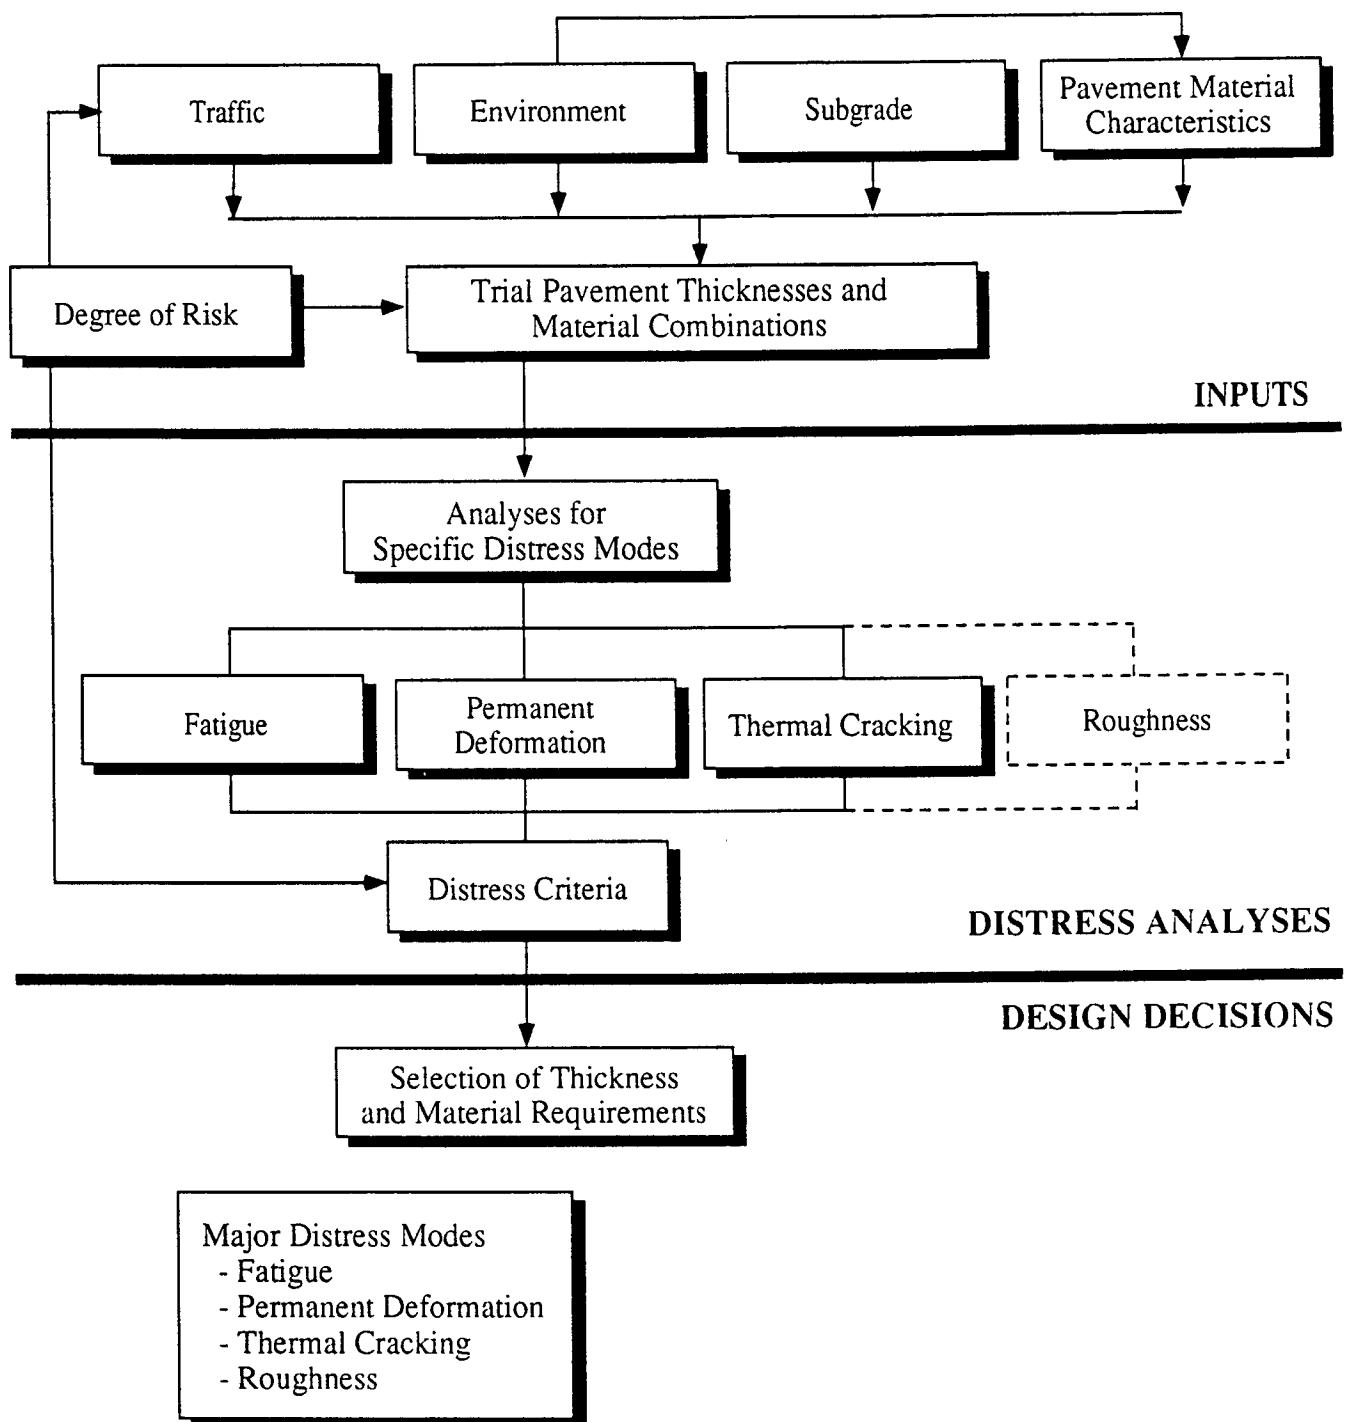 Traffic
Environment
Subgrade
Pavement Material
Characteristics
Degree of Risk
Trial Pavement Thicknesses and
Material Combinations
INPUTS
Analyses for
Specific Distress Modes
Fatigue
Permanent
Deformation
Thermal Cracking
Roughness
Distress Criteria
DISTRESS ANALYSES
DESIGN DECISIONS
Selection of Thickness
and Material Requirements
Major Distress Modes
- Fatigue
- Permanent Deformation
- Thermal Cracking
- Roughness